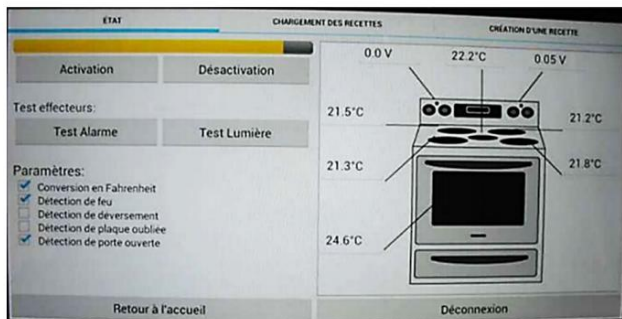 ÉTAT
CHARGEMENT DES RECETTES
CRÉATION D'UNE RECETTE
Activation
Désactivation
Test effecteurs:
Test Alarme
Test Lumière
Paramètres:
Conversion en Fahrenheit
Détection de feu
Détection de déversement
Détection de plaque oubliée
Détection de porte ouverte
0.0 V
22.2°C
0.05 V
21.5°C
21.2°C
21.3°C
21.8°C
24.6°C
Retour à l'accueil
Déconnexion